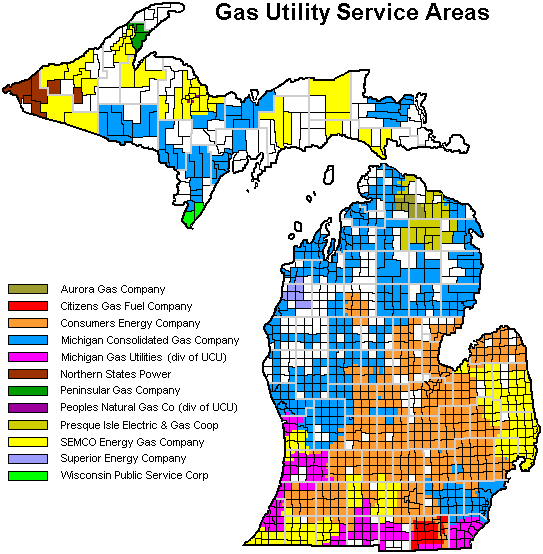 Gas Utility Service Areas
Aurora Gas Company
Citizens Gas Fuel Company
Consumers Energy Company
Michigan Consolidated Gas Company
Michigan Gas Utilities (div of UCU)
Northern States Power
Peninsular Gas Company
Peoples Natural Gas Co (div of UCU)
Presque Isle Electric & Gas Coop
SEMCO Energy Gas Company
Superior Energy Company
Wisconsin Public Service Corp